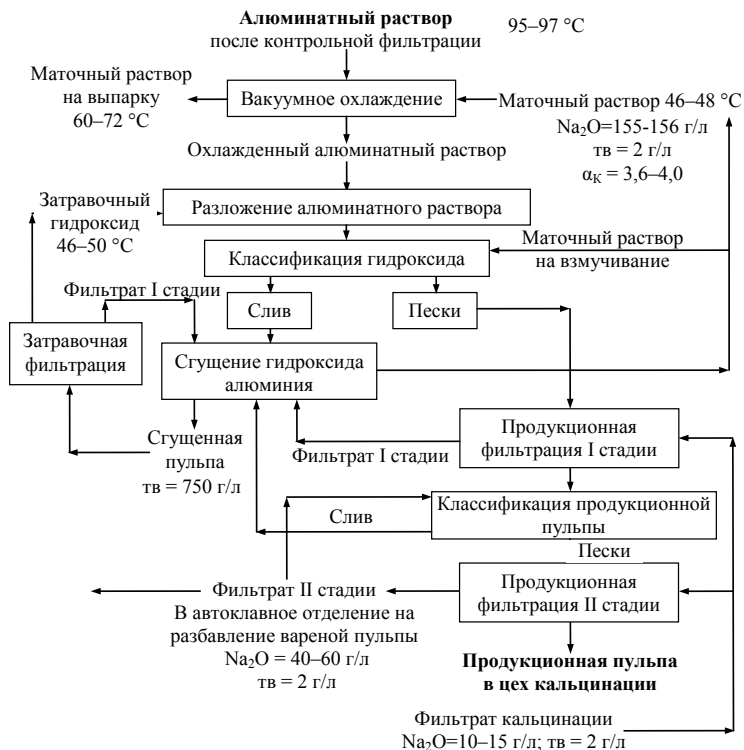 Алюминатный раствор
после контрольной фильтрации
95–97 °С
Маточный раствор
на выпарку
60–72 °С
Вакуумное охлаждение
Маточный раствор 46–48 °С
Na₂O=155-156 г/л
тв = 2 г/л
αК = 3,6–4,0
Охлажденный алюминатный раствор
Затравочный
гидроксид
46–50 °С
Разложение алюминатного раствора
Классификация гидроксида
Маточный раствор
на взмучивание
Фильтрат I стадии
Слив
Пески
Затравочная
фильтрация
Сгущение гидроксида
алюминия
Сгущенная
пульпа
тв = 750 г/л
Фильтрат I стадии
Продукционная
фильтрация I стадии
Слив
Классификация продукционной
пульпы
Пески
Фильтрат II стадии
В автоклавное отделение на
разбавление вареной пульпы
Na₂O = 40–60 г/л
тв = 2 г/л
Продукционная
фильтрация II стадии
Продукционная пульпа
в цех кальцинации
Фильтрат кальцинации
Na₂O=10–15 г/л; тв = 2 г/л